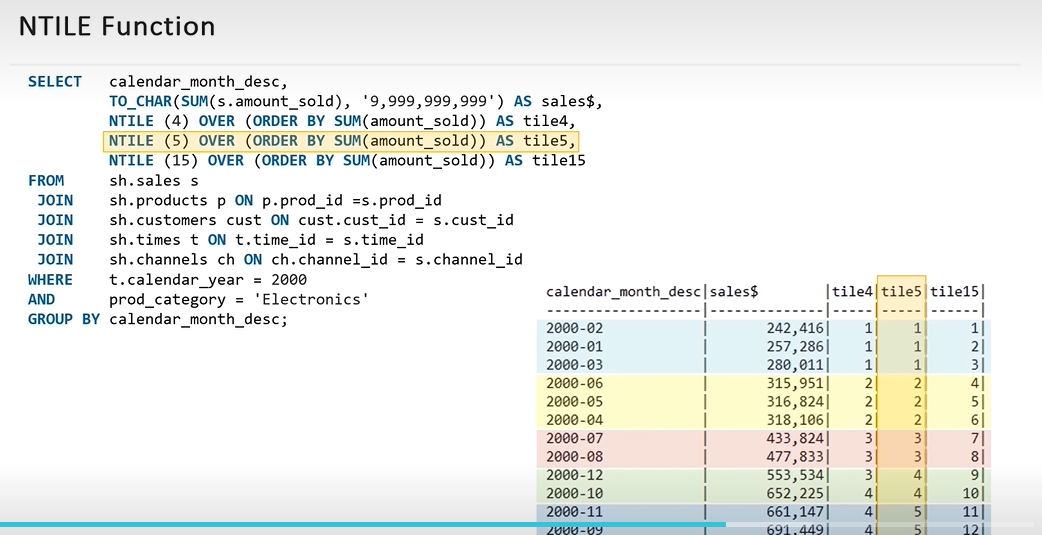 NTILE Function
SELECT calendar_month_desc,
TO_CHAR(SUM(s.amount_sold), '9,999,999,999') AS sales$,
NTILE (4) OVER (ORDER BY SUM(amount_sold)) AS tile4,
NTILE (5) OVER (ORDER BY SUM(amount_sold)) AS tile5,
NTILE (15) OVER (ORDER BY SUM(amount_sold)) AS tile15
FROM sh.sales s
JOIN sh.products p ON p.prod_id =s.prod_id
JOIN sh.customers cust ON cust.cust_id = s.cust_id
JOIN sh.times t ON t.time_id = s.time_id
JOIN sh.channels ch ON ch.channel_id = s.channel_id
WHERE t.calendar_year = 2000
AND prod_category = 'Electronics'
GROUP BY calendar_month_desc;
calendar_month_desc|sales$ |tile4|tile5|tile15|
-------------------|--------------|-----|-----|------|
2000-02 | 242,416| 1| 1| 1|
2000-01 | 257,286| 1| 1| 2|
2000-03 | 280,011| 1| 1| 3|
2000-06 | 315,951| 2| 2| 4|
2000-05 | 316,824| 2| 2| 5|
2000-04 | 318,106| 2| 2| 6|
2000-07 | 433,824| 3| 3| 7|
2000-08 | 477,833| 3| 3| 8|
2000-12 | 553,534| 3| 4| 9|
2000-10 | 652,225| 4| 4| 10|
2000-11 | 661,147| 4| 5| 11|
2000-09 | 691,449| 4| 5| 12|